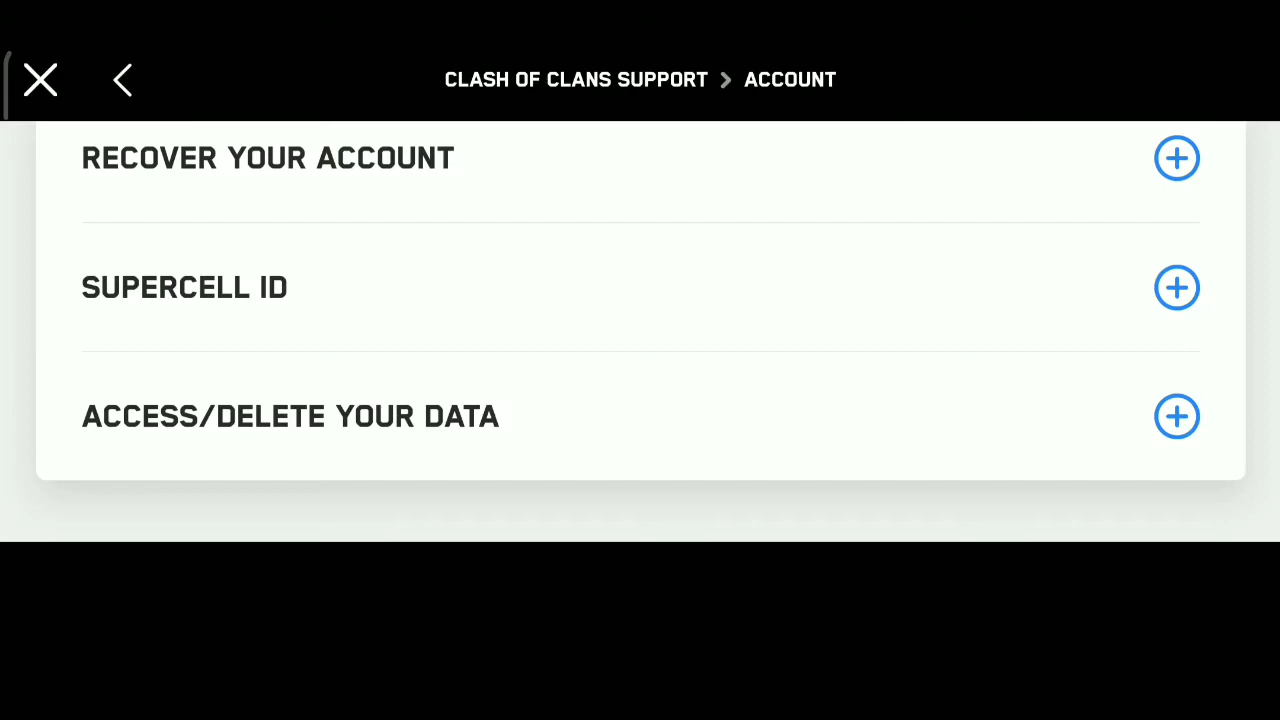 CLASH OF CLANS SUPPORT > ACCOUNT
RECOVER YOUR ACCOUNT
SUPERCELL ID
ACCESS/DELETE YOUR DATA